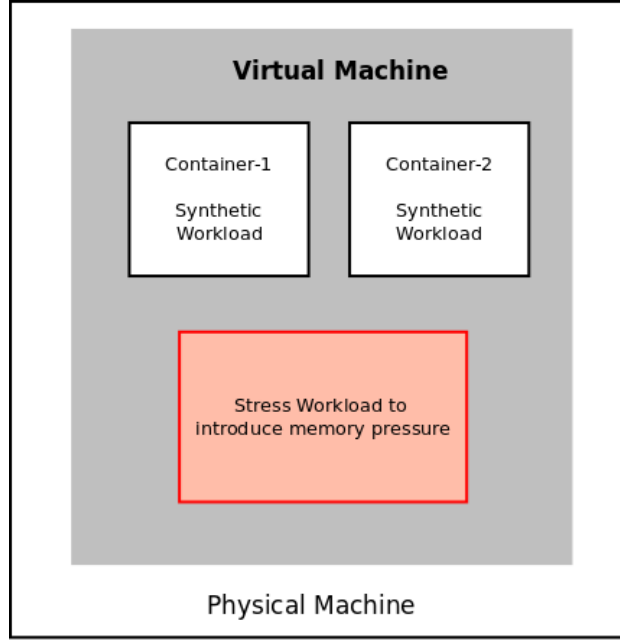 Virtual Machine
Container-1
Synthetic
Workload
Container-2
Synthetic
Workload
Stress Workload to
introduce memory pressure
Physical Machine